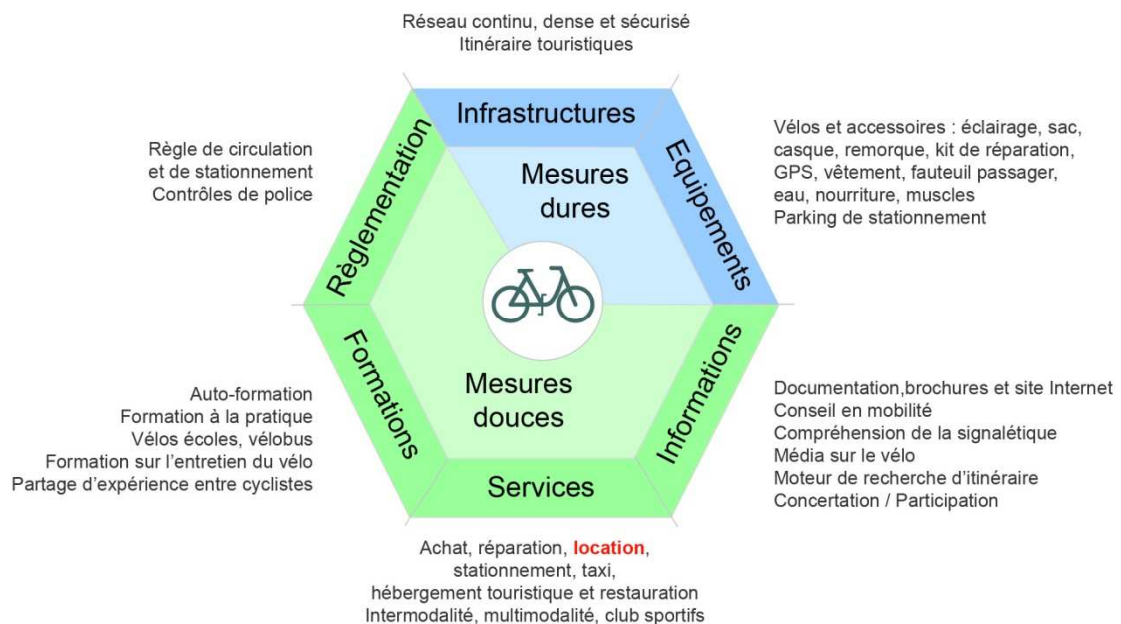 Réseau continu, dense et sécurisé
Itinéraire touristiques
Infrastructures
Règle de circulation
et de stationnement
Contrôles de police
Règlementation
Mesures
dures
Equipements
Vélos et accessoires : éclairage, sac,
casque, remorque, kit de réparation,
GPS, vêtement, fauteuil passager,
eau, nourriture, muscles
Parking de stationnement
Auto-formation
Formation à la pratique
Vélos écoles, vélobus
Formation sur l'entretien du vélo
Partage d'expérience entre cyclistes
Formations
Mesures
douces
Informations
Documentation,brochures et site Internet
Conseil en mobilité
Compréhension de la signalétique
Média sur le vélo
Moteur de recherche d'itinéraire
Concertation / Participation
Services
Achat, réparation, location,
stationnement, taxi,
hébergement touristique et restauration
Intermodalité, multimodalité, club sportifs